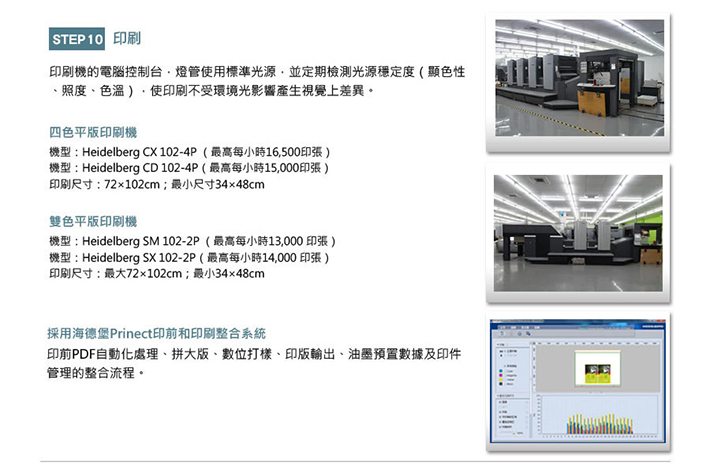 STEP10 印刷
印刷機的電腦控制台，燈管使用標準光源，並定期檢測光源穩定度（顯色性
、照度、色溫），使印刷不受環境光影響產生視覺上差異。
四色平版印刷機
機型：Heidelberg CX 102-4P （最高每小時16,500印張）
機型：Heidelberg CD 102-4P（最高每小時15,000印張）
印刷尺寸：72×102cm；最小尺寸34×48cm
雙色平版印刷機
機型：Heidelberg SM 102-2P （最高每小時13,000 印張）
機型：Heidelberg SX 102-2P（最高每小時14,000 印張）
印刷尺寸：最大72×102cm；最小34×48cm
採用海德堡Prinect印前和印刷整合系統
印前PDF自動化處理、拼大版、數位打樣、印版輸出、油墨預置數據及印件
管理的整合流程。